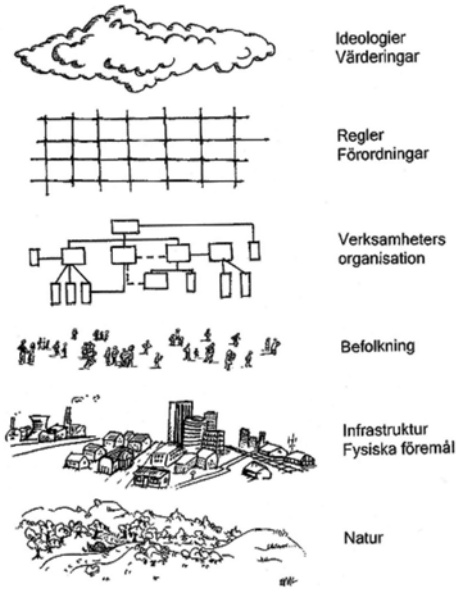 Ideologier
Värderingar
Regler
Förordningar
Verksamheters
organisation
Befolkning
Infrastruktur
Fysiska föremål
Natur